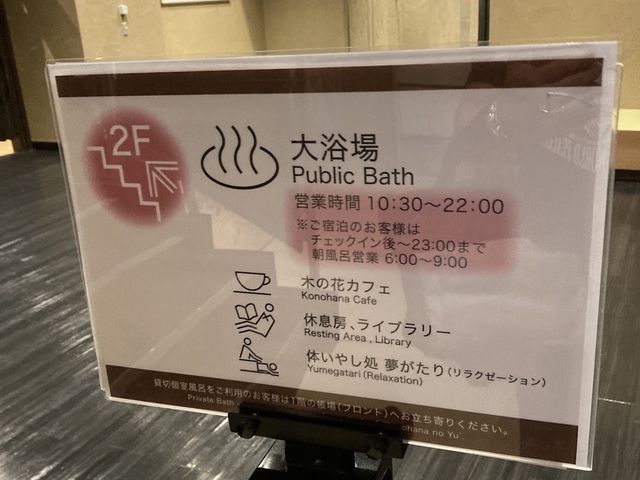 2F
大浴場
Public Bath
営業時間 10:30〜22:00
※ご宿泊のお客様は
チェックイン後〜23:00まで
朝風呂営業 6:00〜9:00
木の花カフェ
Konohana Cafe
休息房、ライブラリー
Resting Area , Library
体いやし処 夢がたり(リラクゼーション)
Yumegatari (Relaxation)
貸切個室風呂をご利用のお客様は1階の帳場(フロント)へお立ち寄りください。
Private Bath
ohana no Yu